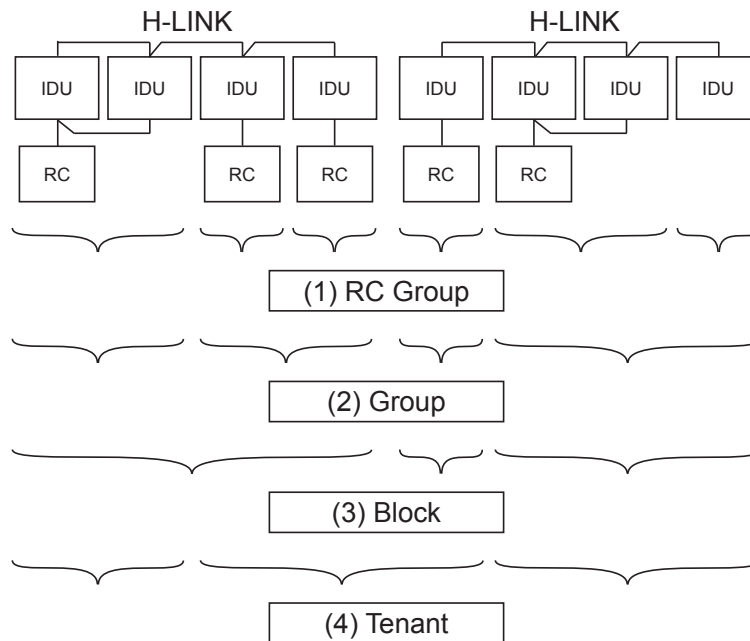 H-LINK H-LINK
IDU IDU IDU IDU IDU IDU IDU IDU
RC RC RC RC RC
(1) RC Group
(2) Group
(3) Block
(4) Tenant